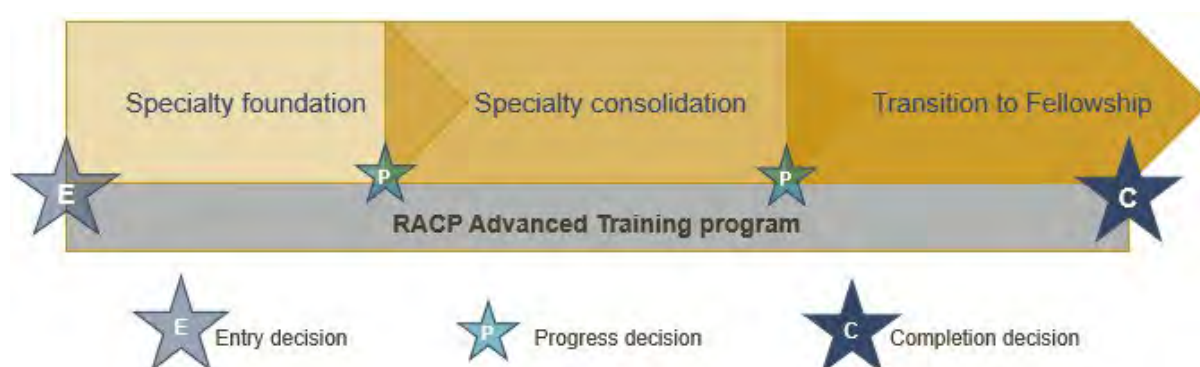 Specialty foundation
Specialty consolidation
Transition to Fellowship
E
P
P
C
RACP Advanced Training program
E Entry decision
P Progress decision
C Completion decision